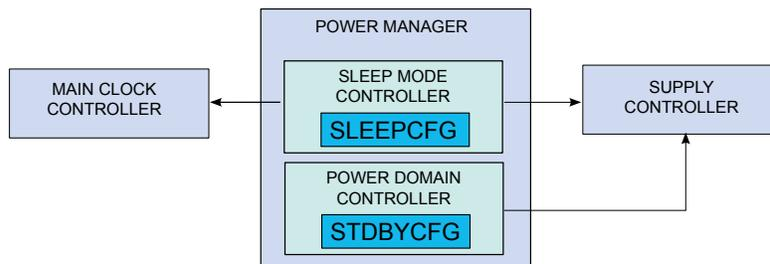 POWER MANAGER
MAIN CLOCK
CONTROLLER
SLEEP MODE
CONTROLLER
SLEEPCFG
SUPPLY
CONTROLLER
POWER DOMAIN
CONTROLLER
STDBYCFG